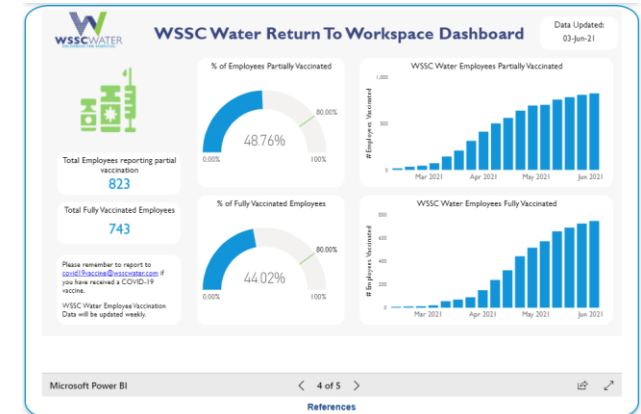 WSSC WATER
WSSC Water Return To Workspace Dashboard
Data Updated:
03-Jun-21
Total Employees reporting partial
vaccination
823
Total Fully Vaccinated Employees
743
Please remember to report to
covid19vaccine@wsscwater.com if
you have received a COVID-19
vaccine.
WSSC Water Employee Vaccination
Data will be updated weekly.
% of Employees Partially Vaccinated
80.00%
48.76%
0.00%
100%
% of Fully Vaccinated Employees
80.00%
44.02%
0.00%
100%
WSSC Water Employees Partially Vaccinated
# Employees Vaccinated
1,000
500
0
Mar 2021
Apr 2021
May 2021
Jun 2021
WSSC Water Employees Fully Vaccinated
# Employees Vaccinated
800
600
400
200
0
Mar 2021
Apr 2021
May 2021
Jun 2021
Microsoft Power BI
4 of 5
References